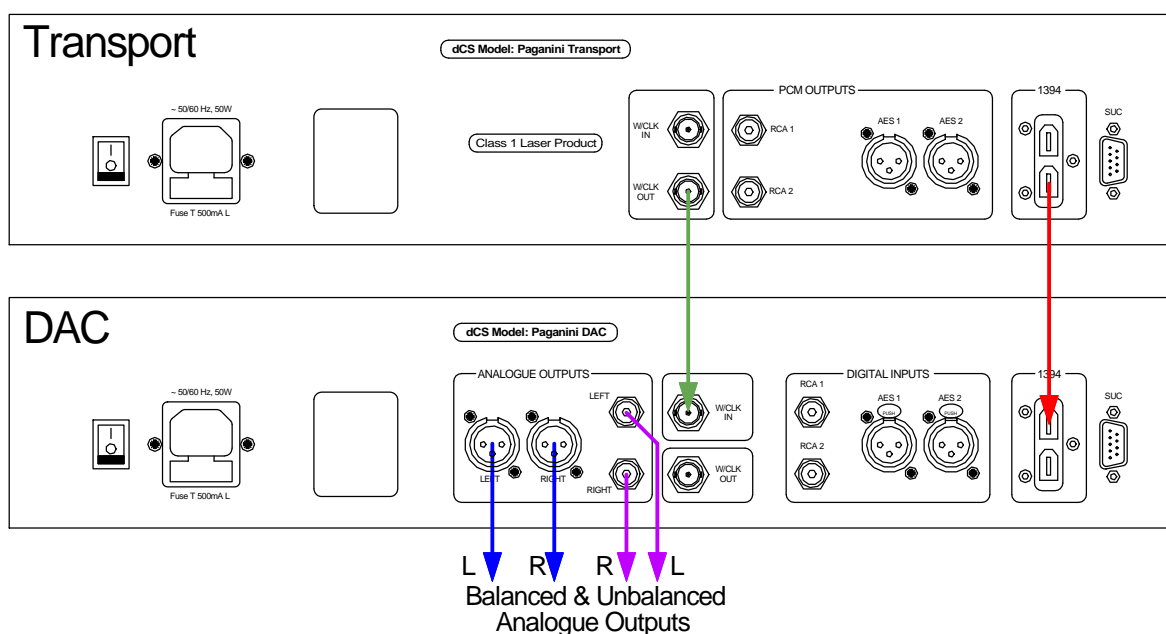 Transport
dCS Model: Paganini Transport
~ 50/60 Hz, 50W
Fuse T 500mA L
Class 1 Laser Product
W/CLK
IN
W/CLK
OUT
PCM OUTPUTS
RCA 1
RCA 2
AES 1
AES 2
1394
SUC
DAC
dCS Model: Paganini DAC
~ 50/60 Hz, 50W
Fuse T 500mA L
ANALOGUE OUTPUTS
LEFT
RIGHT
LEFT
RIGHT
W/CLK
IN
W/CLK
OUT
DIGITAL INPUTS
RCA 1
RCA 2
AES 1
PUSH
AES 2
PUSH
1394
SUC
L R R L
Balanced & Unbalanced
Analogue Outputs